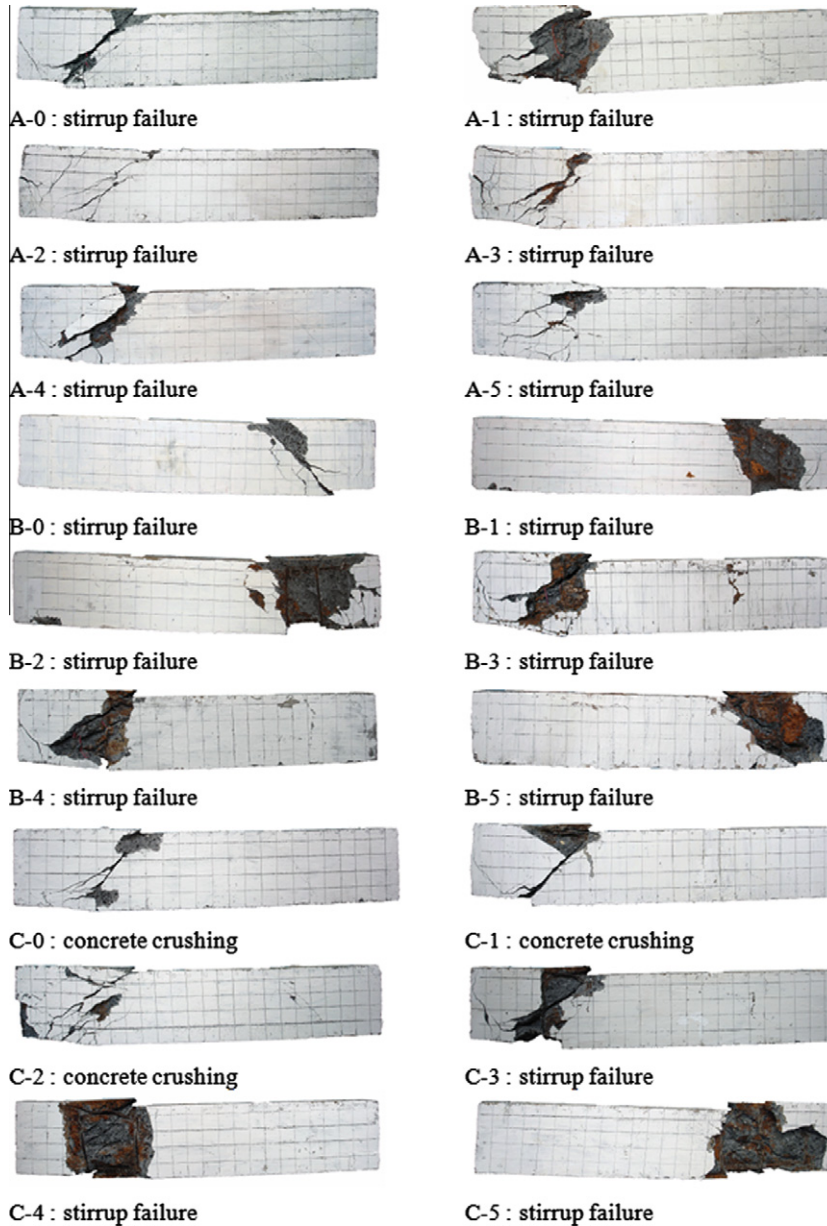 A-0 : stirrup failure
A-1 : stirrup failure
A-2 : stirrup failure
A-3 : stirrup failure
A-4 : stirrup failure
A-5 : stirrup failure
B-0 : stirrup failure
B-1 : stirrup failure
B-2 : stirrup failure
B-3 : stirrup failure
B-4 : stirrup failure
B-5 : stirrup failure
C-0 : concrete crushing
C-1 : concrete crushing
C-2 : concrete crushing
C-3 : stirrup failure
C-4 : stirrup failure
C-5 : stirrup failure